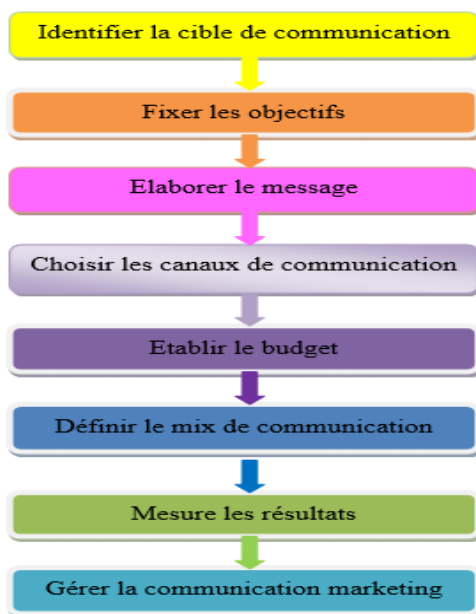 Identifier la cible de communication
Fixer les objectifs
Elaborer le message
Choisir les canaux de communication
Etablir le budget
Définir le mix de communication
Mesure les résultats
Gérer la communication marketing